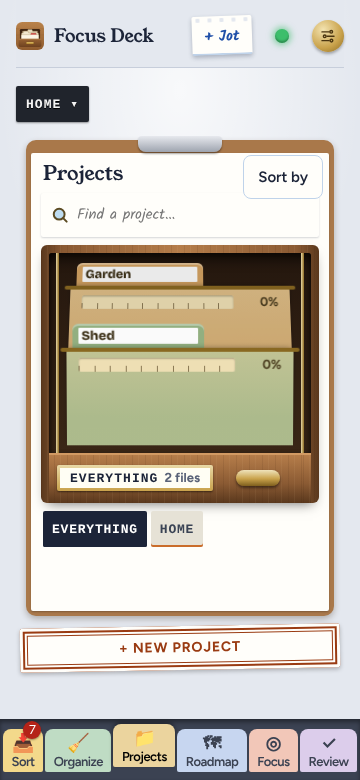 Focus Deck
+ Jot
HOME ▾
Projects
Sort by
Find a project...
Garden
0%
Shed
0%
EVERYTHING 2 files
EVERYTHING
HOME
+ NEW PROJECT
7
Sort
Organize
Projects
Roadmap
Focus
Review